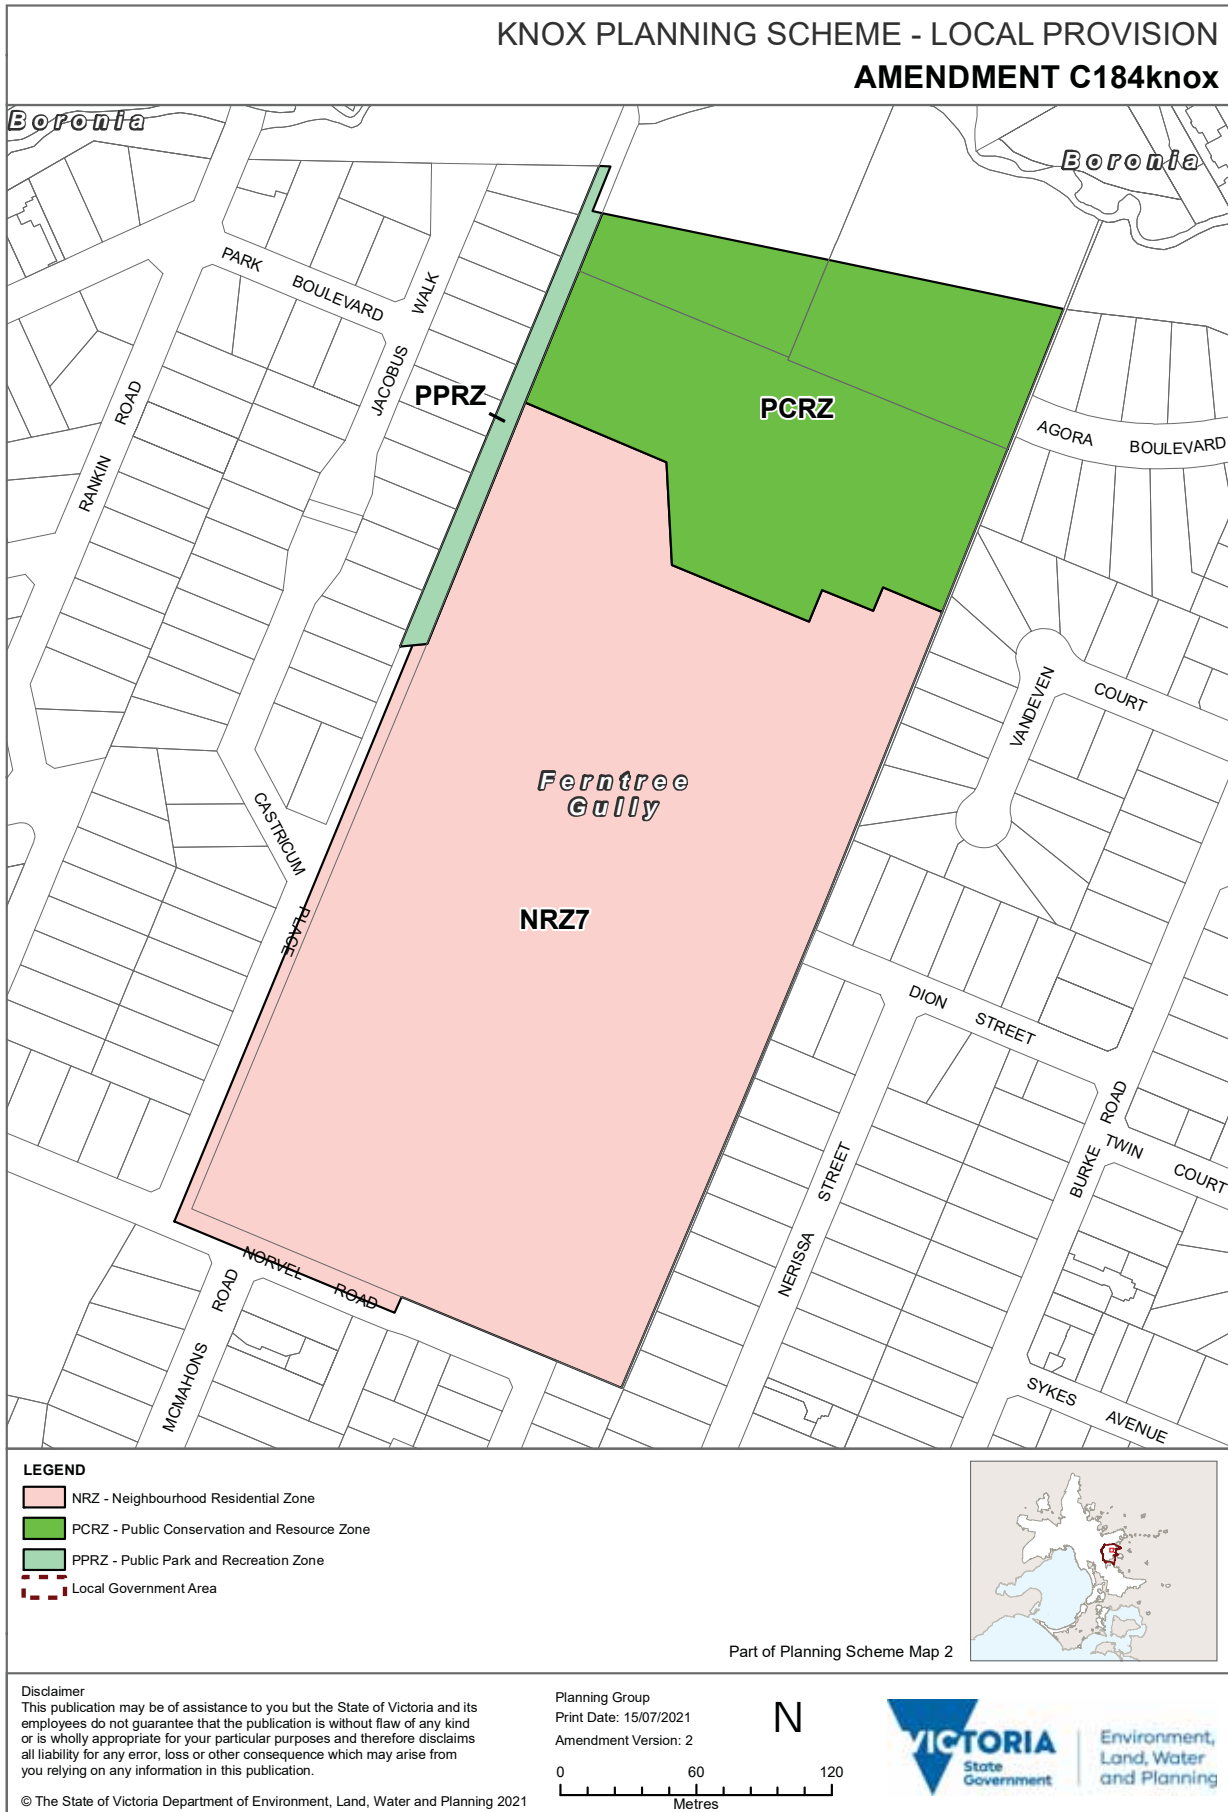 KNOX PLANNING SCHEME - LOCAL PROVISION
AMENDMENT C184knox
Boronia
Boronia
PARK BOULEVARD
JACOBUS WALK
RANKIN ROAD
PPRZ
PCRZ
AGORA BOULEVARD
VANDEVEN COURT
Ferntree
Gully
CASTRICUM PLACE
NRZ7
DION STREET
NERISSA STREET
BURKE ROAD
TWIN COURT
NORVEL ROAD
MCMAHONS ROAD
SYKES AVENUE
LEGEND
NRZ - Neighbourhood Residential Zone
PCRZ - Public Conservation and Resource Zone
PPRZ - Public Park and Recreation Zone
Local Government Area
Part of Planning Scheme Map 2
Disclaimer
This publication may be of assistance to you but the State of Victoria and its
employees do not guarantee that the publication is without flaw of any kind
or is wholly appropriate for your particular purposes and therefore disclaims
all liability for any error, loss or other consequence which may arise from
you relying on any information in this publication.
© The State of Victoria Department of Environment, Land, Water and Planning 2021
Planning Group
Print Date: 15/07/2021
Amendment Version: 2
N
0 60 120
Metres
VICTORIA
State
Government
Environment,
Land, Water
and Planning